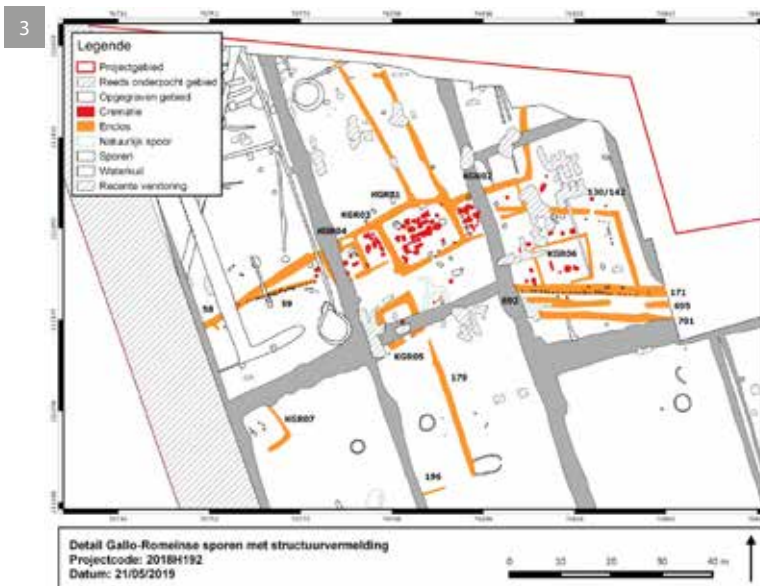 3
Legende
Projectgebied
Reeds onderzocht gebied
Opgegraven gebied
Crematie
Enclos
Natuurlijk spoor
Sporen
Waterkuil
Recente verstoring
KGR01
KGR02
KGR03
KGR04
130/142
KGR06
58
59
692
171
695
701
KGR05
179
KGR07
196
Detail Gallo-Romeinse sporen met structuurvermelding
Projectcode: 2018H192
Datum: 21/05/2019
0 10 20 30 40 m